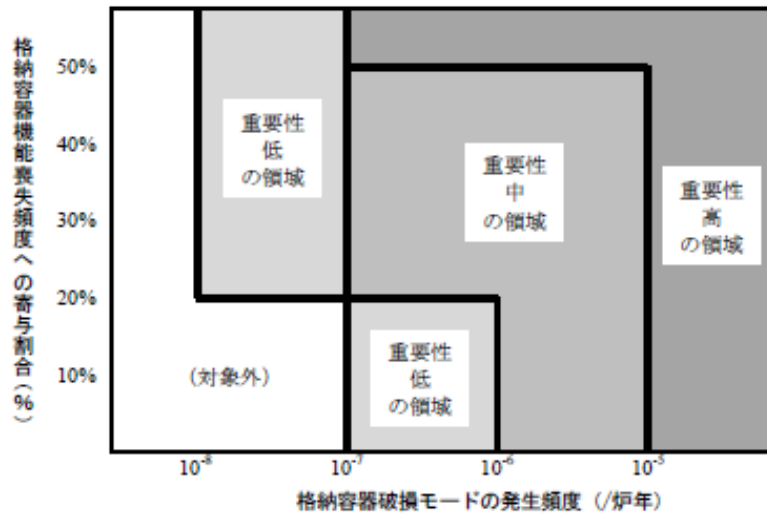 格納容器機能喪失頻度への寄与割合（%）
50%
40%
30%
20%
10%
重要性
低
の領域
重要性
中
の領域
重要性
高
の領域
（対象外）
重要性
低
の領域
10⁻⁸
10⁻⁷
10⁻⁶
10⁻⁵
格納容器破損モードの発生頻度（/炉年）